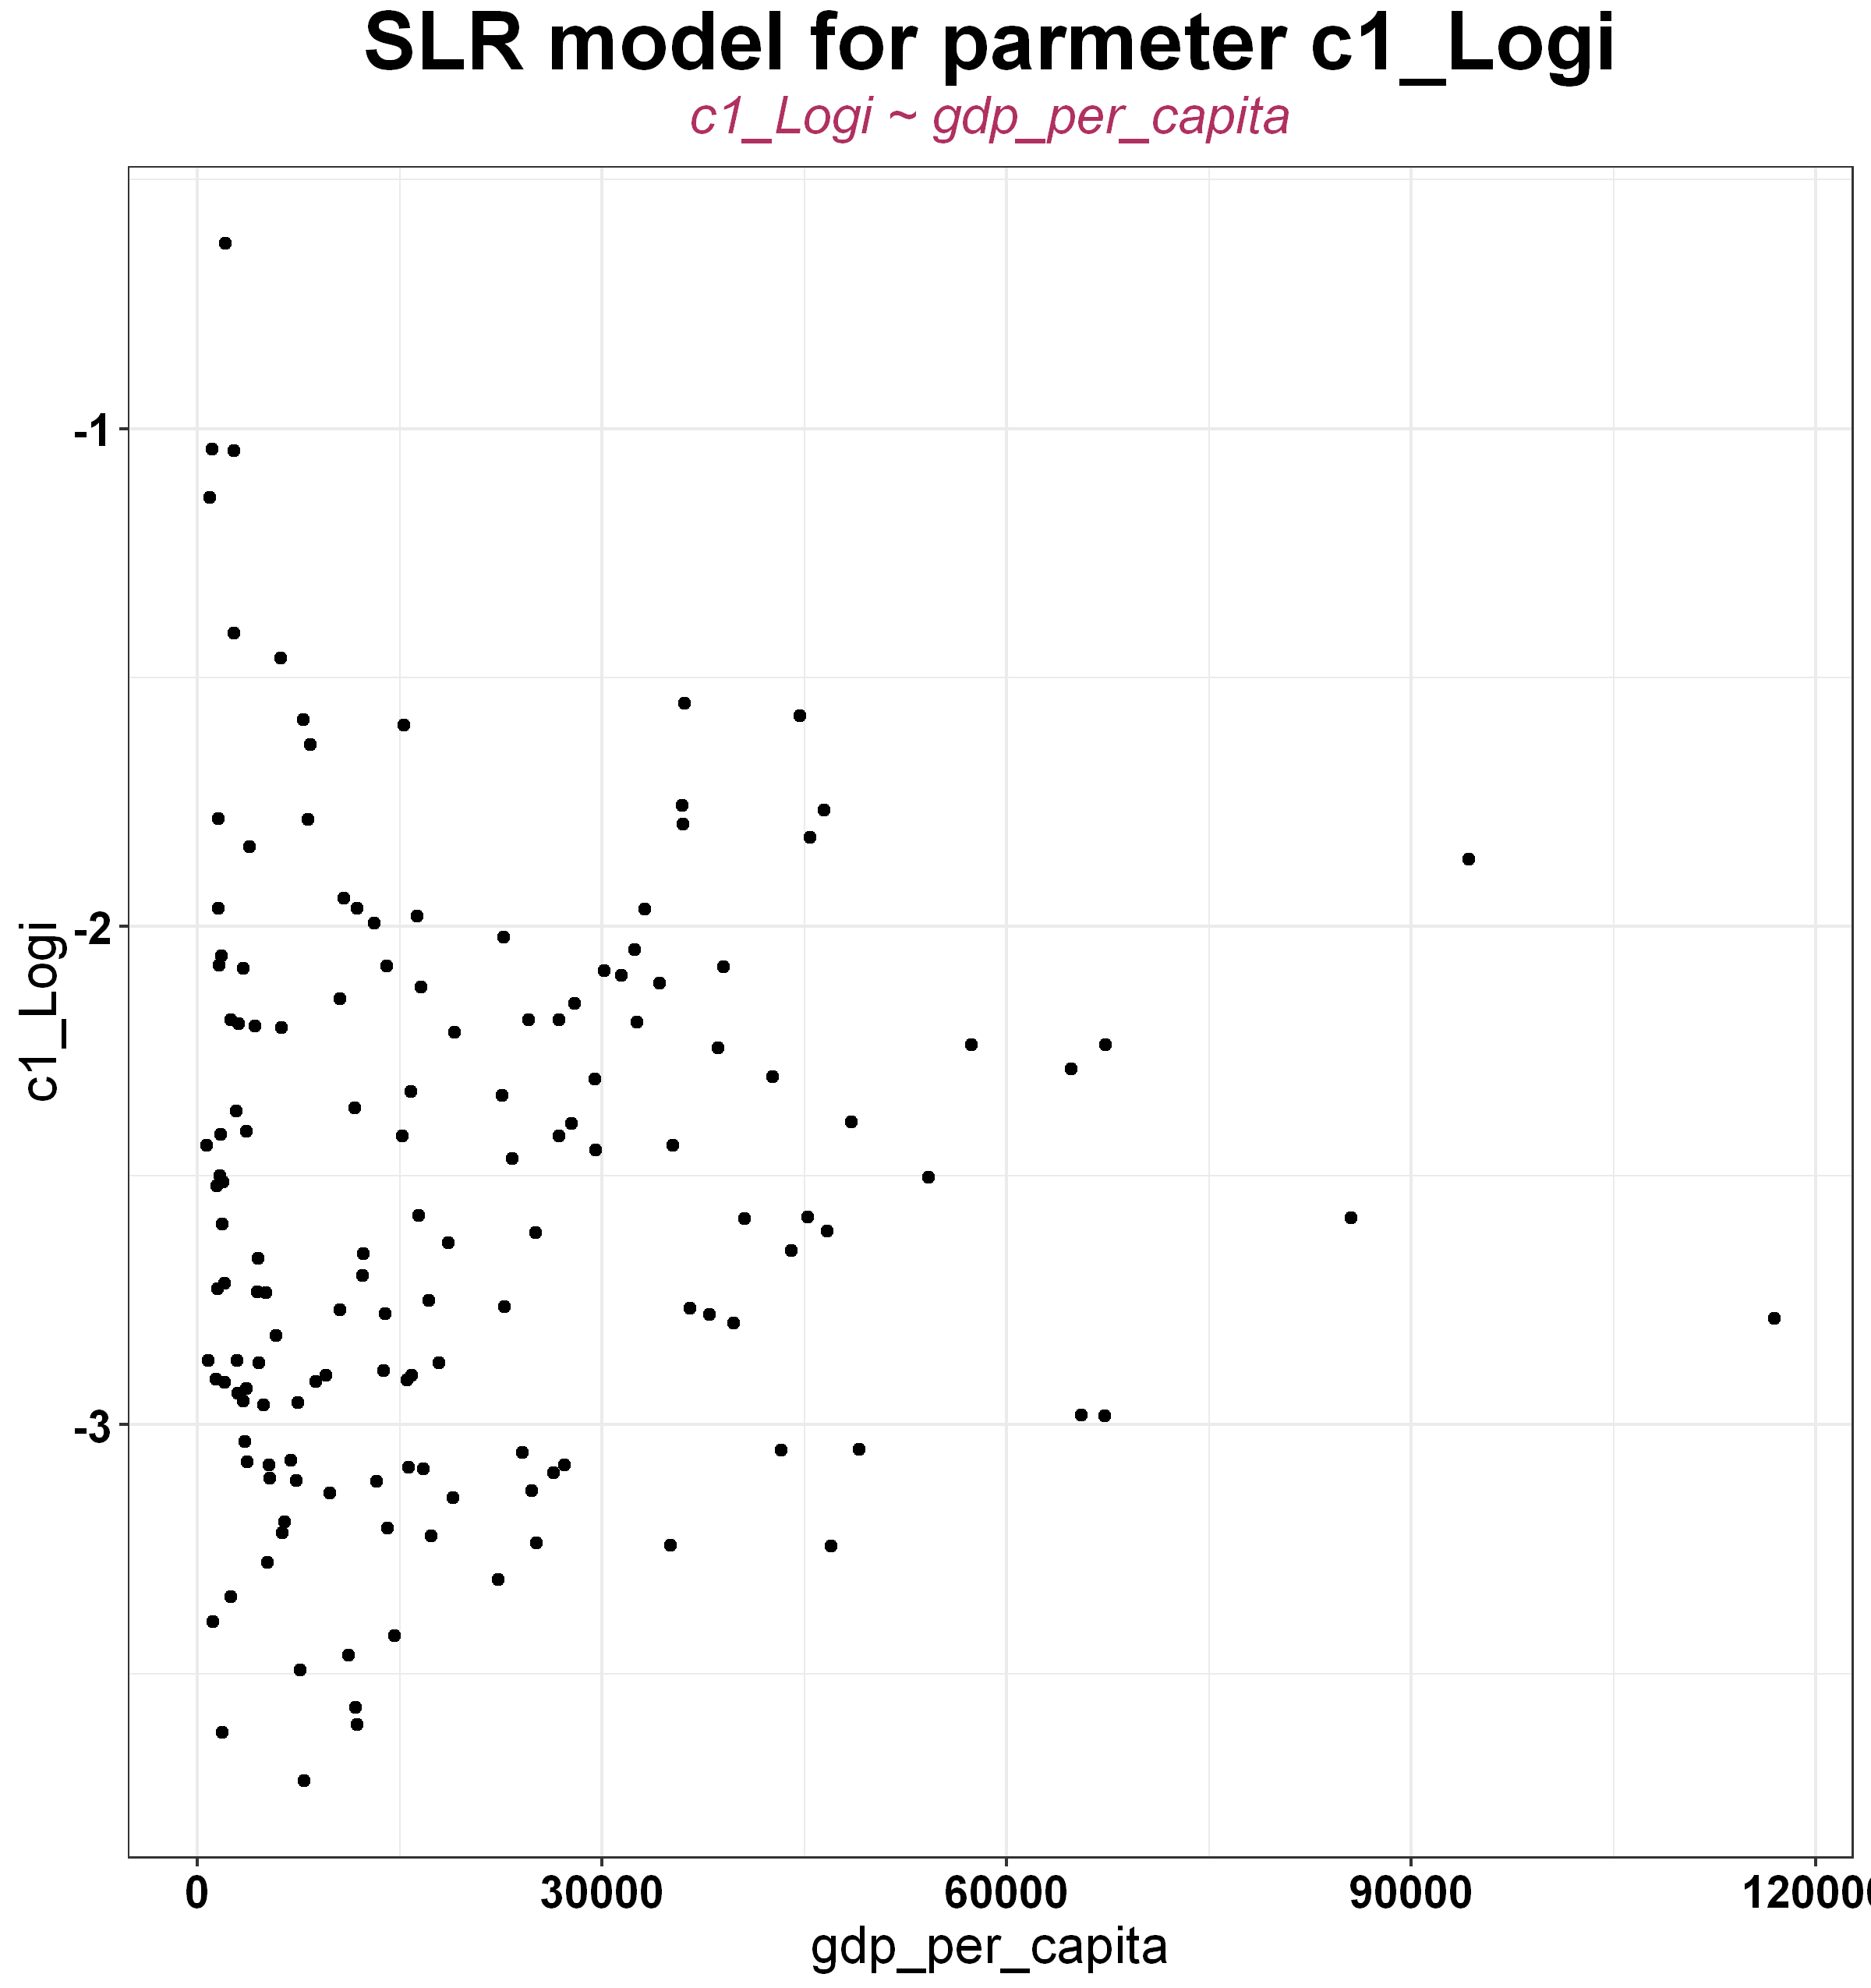 SLR model for parmeter c1_Logi
c1_Logi ~ gdp_per_capita
-1
-2
-3
c1_Logi
0 30000 60000 90000 120000
gdp_per_capita